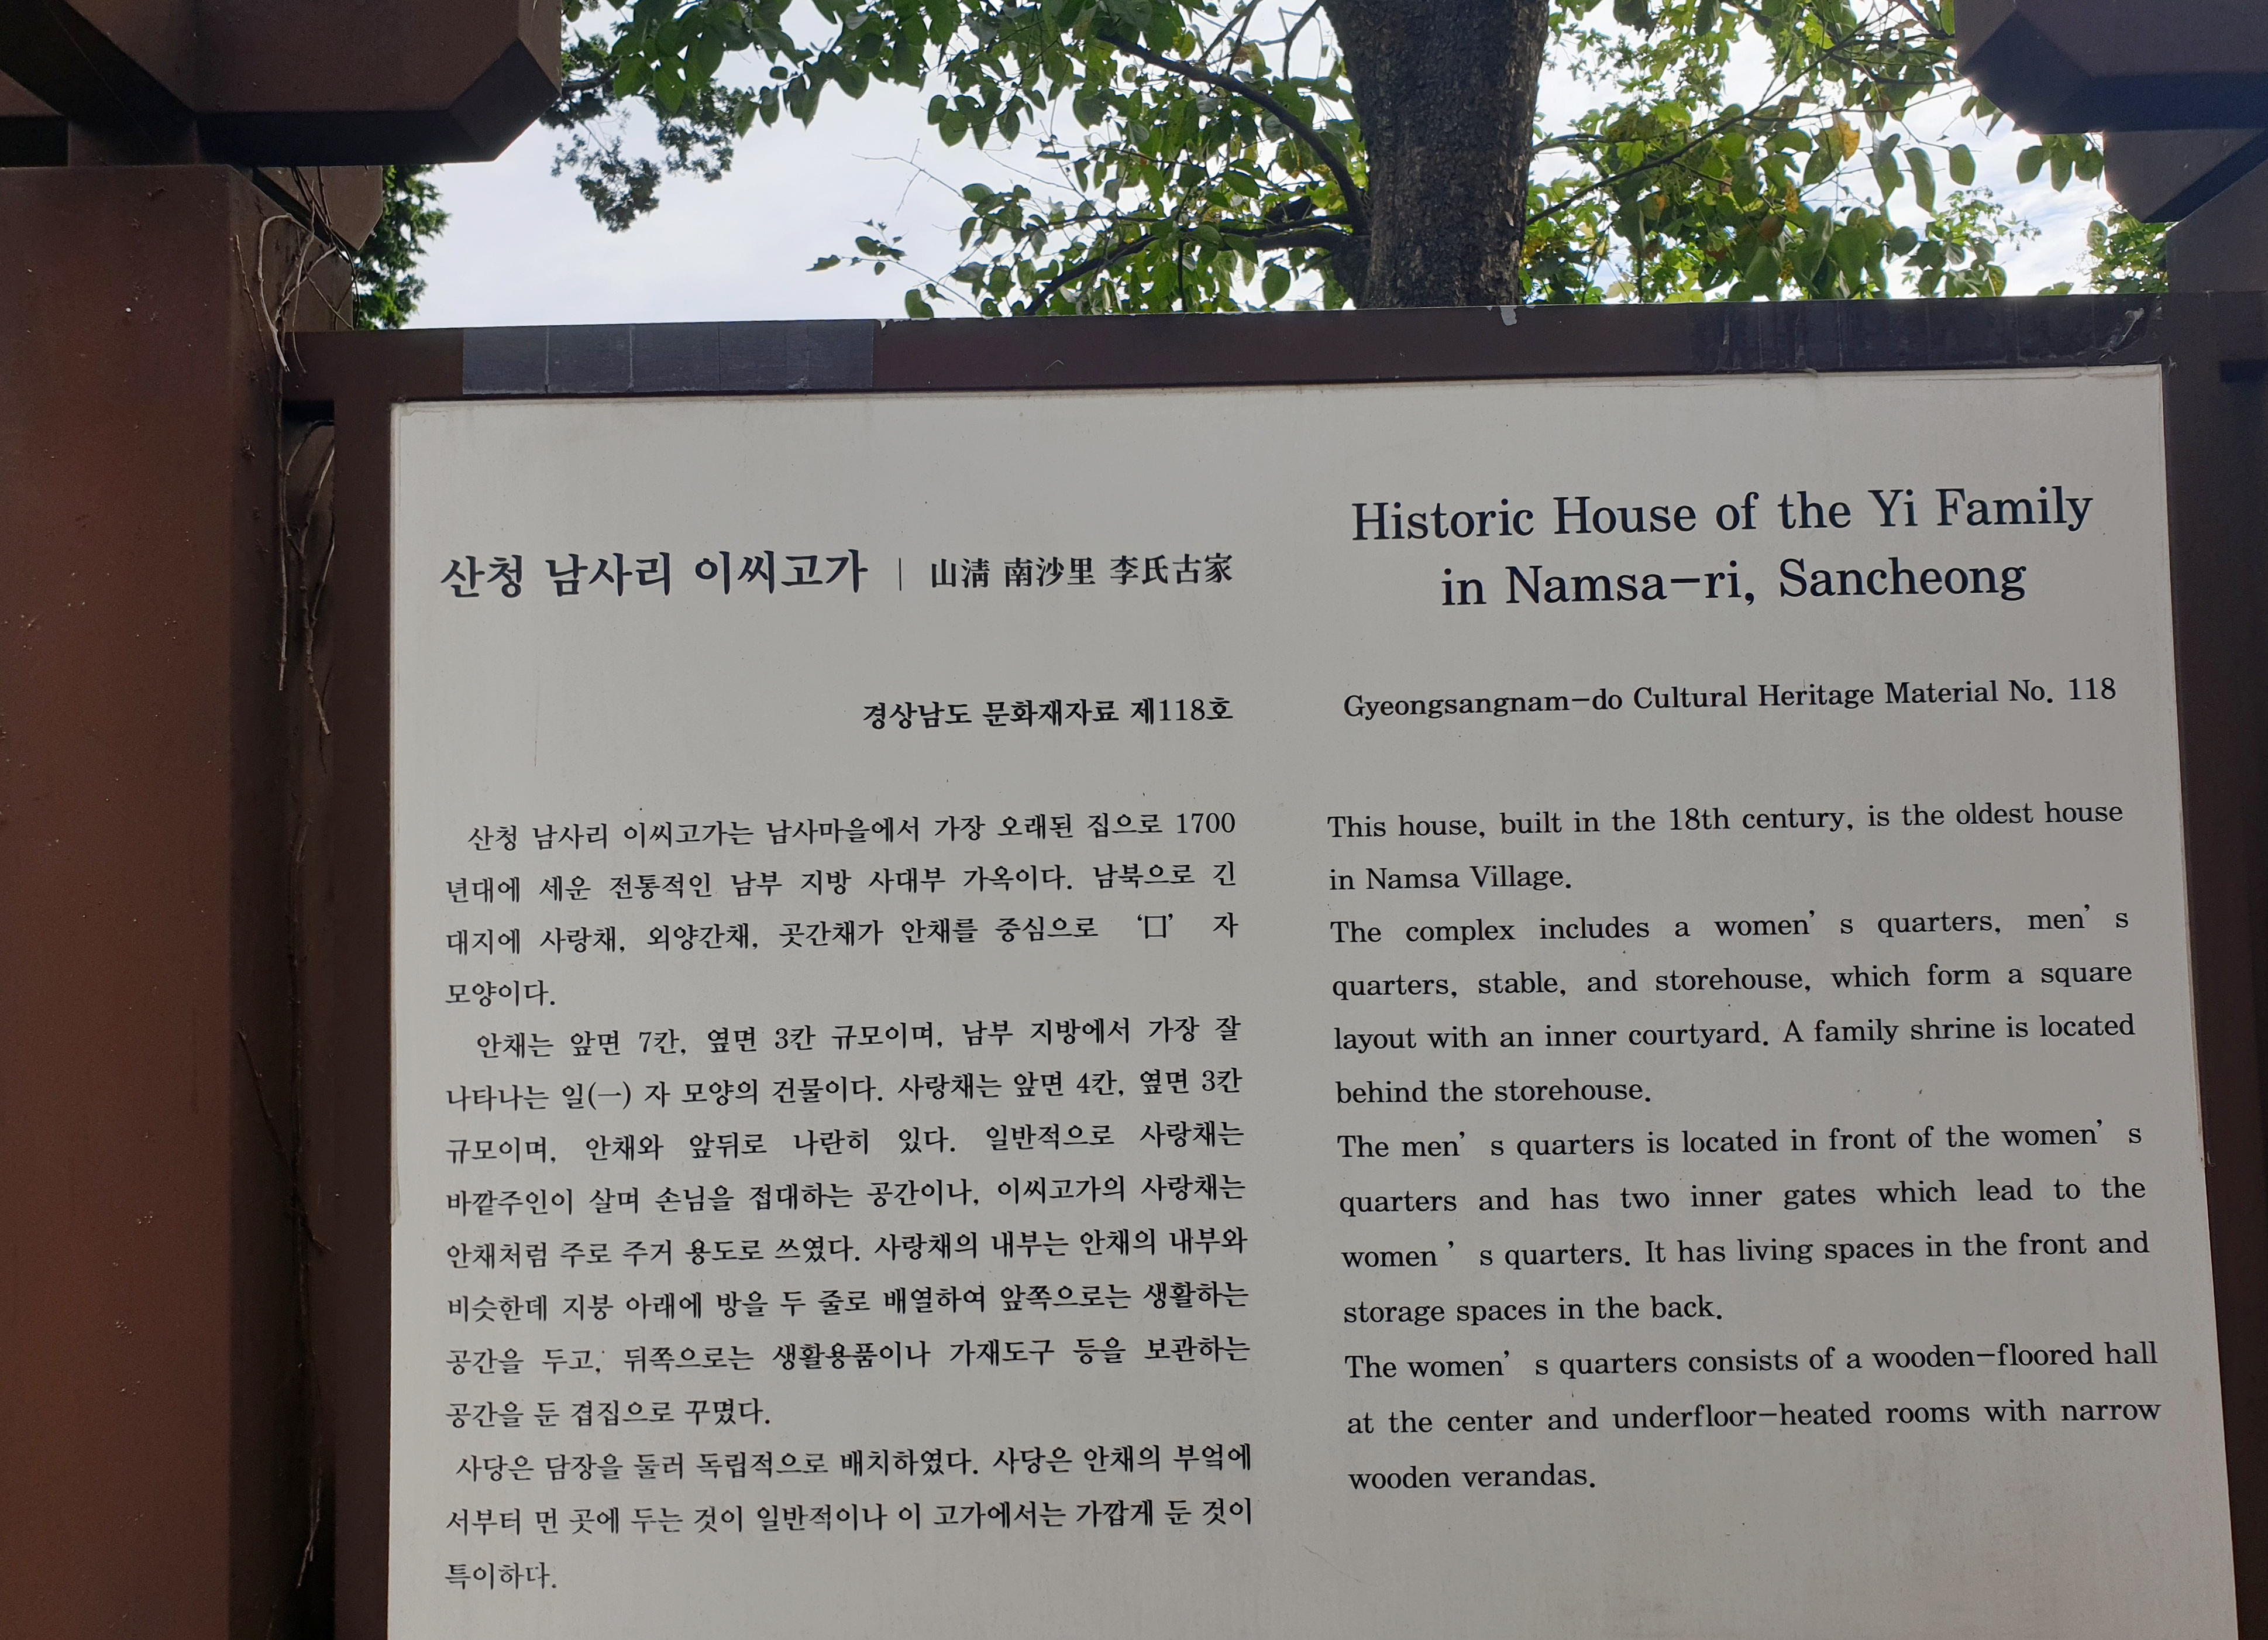 산청 남사리 이씨고가 | 山淸 南沙里 李氏古家
경상남도 문화재자료 제118호
산청 남사리 이씨고가는 남사마을에서 가장 오래된 집으로 1700
년대에 세운 전통적인 남부 지방 사대부 가옥이다. 남북으로 긴
대지에 사랑채, 외양간채, 곳간채가 안채를 중심으로 ‘口’ 자
모양이다.
안채는 앞면 7칸, 옆면 3칸 규모이며, 남부 지방에서 가장 잘
나타나는 일(一) 자 모양의 건물이다. 사랑채는 앞면 4칸, 옆면 3칸
규모이며, 안채와 앞뒤로 나란히 있다. 일반적으로 사랑채는
바깥주인이 살며 손님을 접대하는 공간이나, 이씨고가의 사랑채는
안채처럼 주로 주거 용도로 쓰였다. 사랑채의 내부는 안채의 내부와
비슷한데 지붕 아래에 방을 두 줄로 배열하여 앞쪽으로는 생활하는
공간을 두고, 뒤쪽으로는 생활용품이나 가재도구 등을 보관하는
공간을 둔 겹집으로 꾸몄다.
사당은 담장을 둘러 독립적으로 배치하였다. 사당은 안채의 부엌에
서부터 먼 곳에 두는 것이 일반적이나 이 고가에서는 가깝게 둔 것이
특이하다.
Historic House of the Yi Family
in Namsa-ri, Sancheong
Gyeongsangnam-do Cultural Heritage Material No. 118
This house, built in the 18th century, is the oldest house
in Namsa Village.
The complex includes a women’ s quarters, men’ s
quarters, stable, and storehouse, which form a square
layout with an inner courtyard. A family shrine is located
behind the storehouse.
The men’ s quarters is located in front of the women’ s
quarters and has two inner gates which lead to the
women ’ s quarters. It has living spaces in the front and
storage spaces in the back.
The women’ s quarters consists of a wooden-floored hall
at the center and underfloor-heated rooms with narrow
wooden verandas.